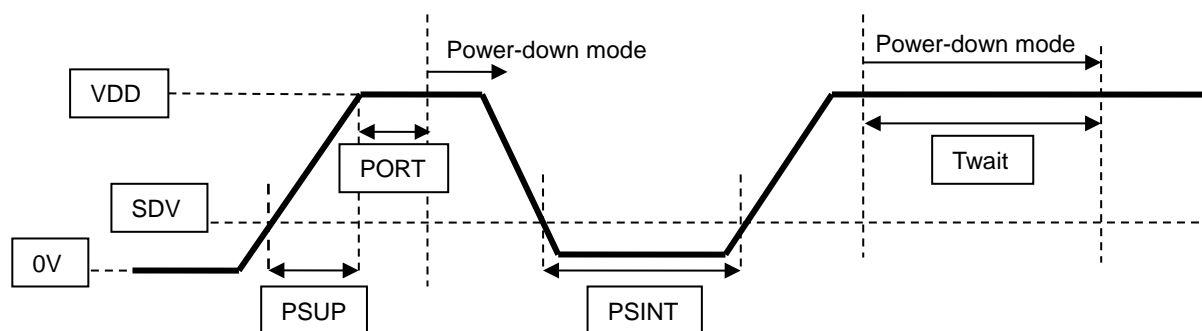 Power-down mode
Power-down mode
VDD
PORT
Twait
SDV
0V
PSUP
PSINT